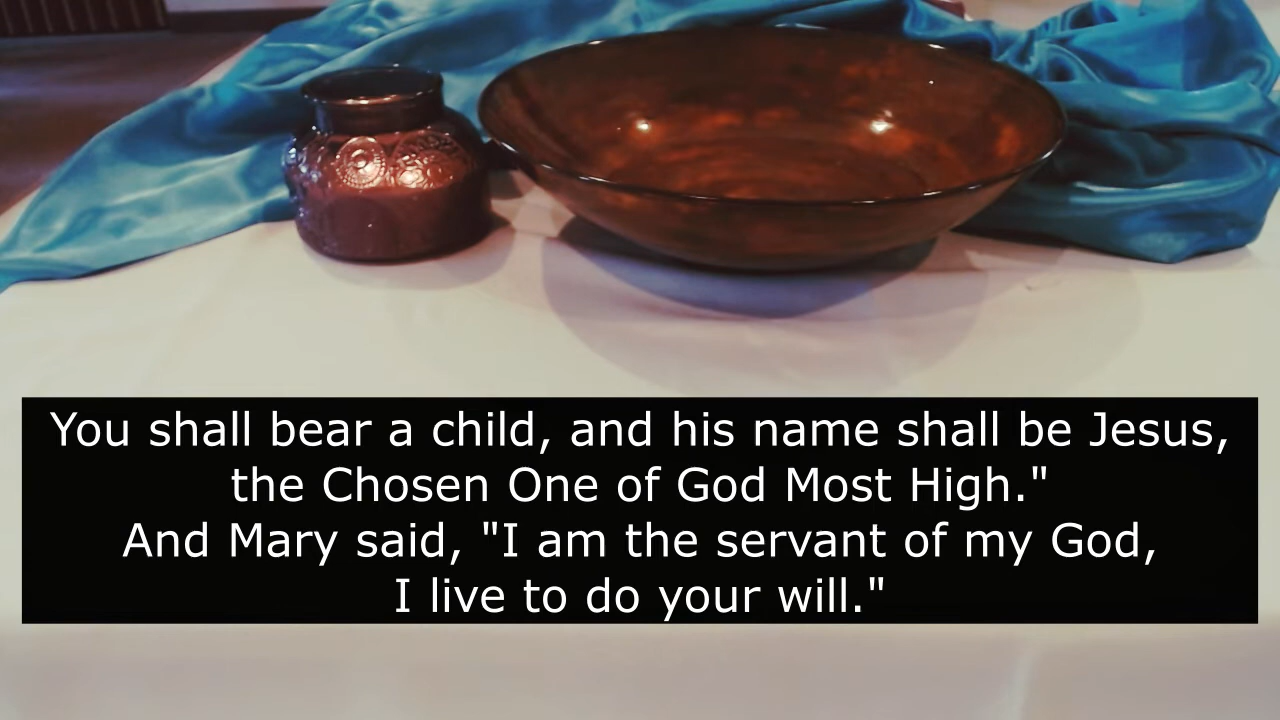 You shall bear a child, and his name shall be Jesus,
the Chosen One of God Most High."
And Mary said, "I am the servant of my God,
I live to do your will."